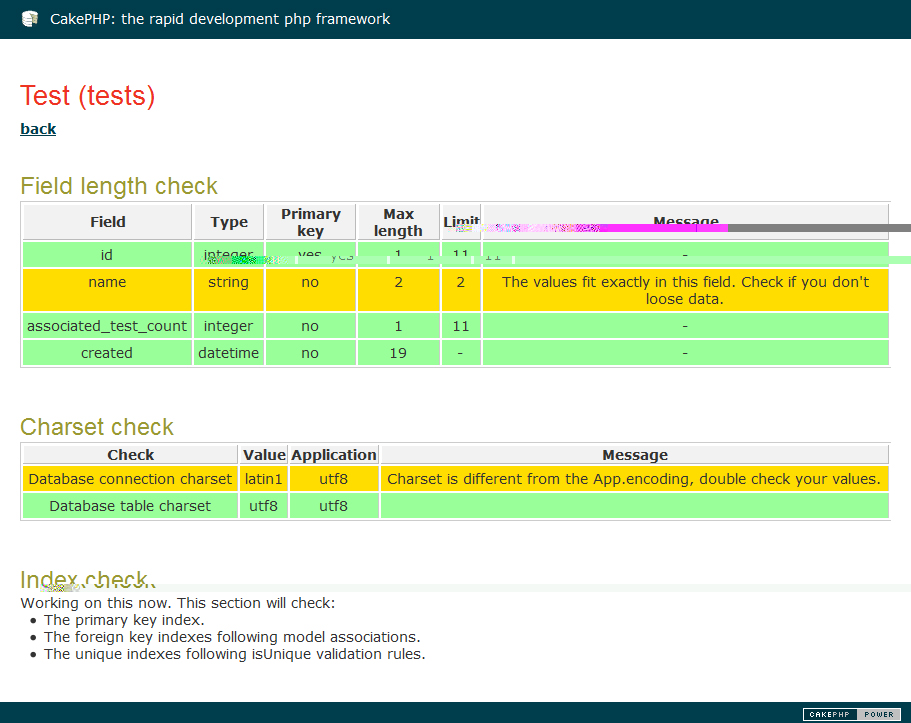 CakePHP: the rapid development php framework
Test (tests)
back
Field length check
Field Type Primary key Max length Limit Message
id integer yes 1 11 -
name string no 2 2 The values fit exactly in this field. Check if you don't loose data.
associated_test_count integer no 1 11 -
created datetime no 19 - -
Charset check
Check Value Application Message
Database connection charset latin1 utf8 Charset is different from the App.encoding, double check your values.
Database table charset utf8 utf8
Index check
Working on this now. This section will check:
• The primary key index.
• The foreign key indexes following model associations.
• The unique indexes following isUnique validation rules.
CAKEPHP POWER